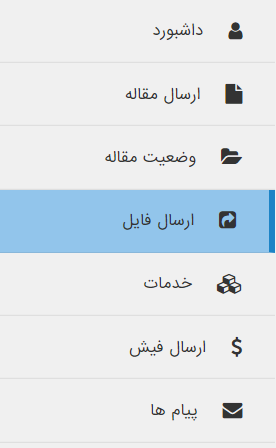 داشبورد
ارسال مقاله
وضعیت مقاله
ارسال فایل
خدمات
ارسال فیش
پیام ها